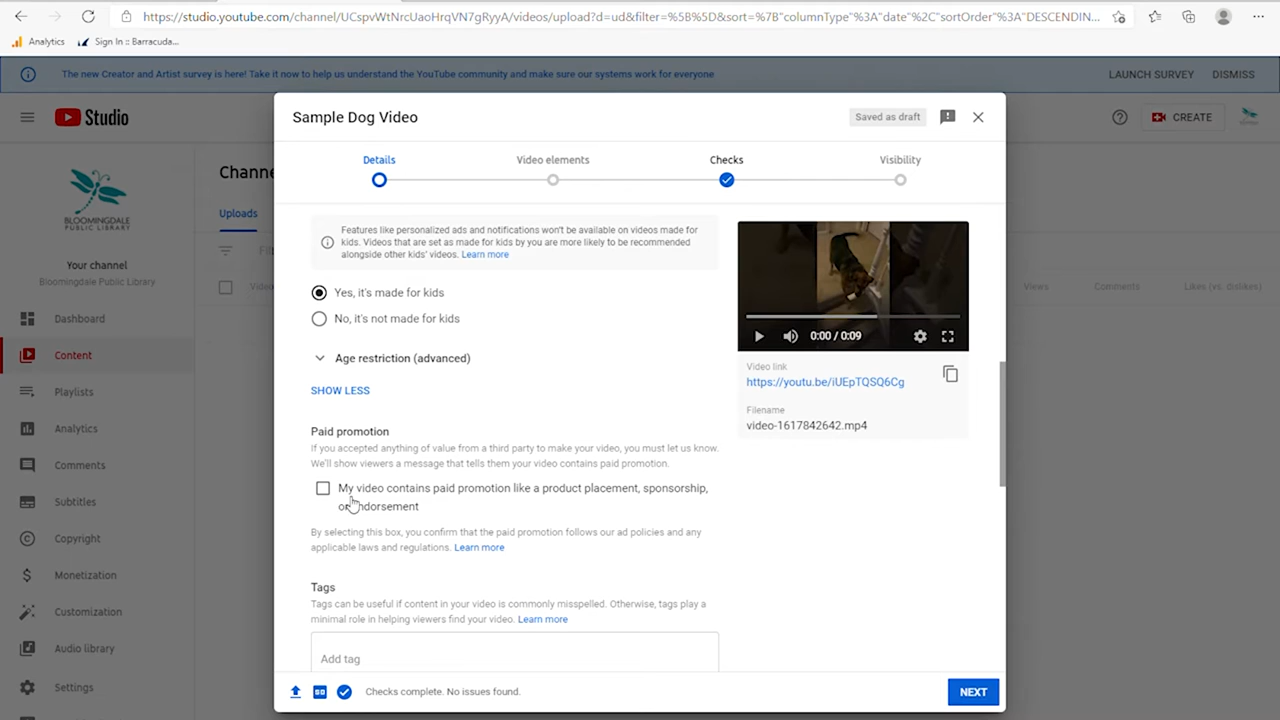 https://studio.youtube.com/channel/UCspvWtNrcUaoHrqVN7gRyyA/videos/upload?d=ud&filter=%5B%5D&sort=%7B"columnType"%3A"date"%2C"sortOrder"%3A"DESCENDIN...
Analytics
Sign In :: Barracuda...
The new Creator and Artist survey is here! Take it now to help us understand the YouTube community and make sure our systems work for everyone
LAUNCH SURVEY
DISMISS
Studio
CREATE
BLOOMINGDALE
PUBLIC LIBRARY
Your channel
Bloomingdale Public Library
Dashboard
Content
Playlists
Analytics
Comments
Subtitles
Copyright
Monetization
Customization
Audio library
Settings
Channe
Uploads
Filt
Video
Views
Comments
Likes (vs. dislikes)
Sample Dog Video
Saved as draft
Details
Video elements
Checks
Visibility
Features like personalized ads and notifications won't be available on videos made for
kids. Videos that are set as made for kids by you are more likely to be recommended
alongside other kids' videos. Learn more
Yes, it's made for kids
No, it's not made for kids
Age restriction (advanced)
SHOW LESS
Paid promotion
If you accepted anything of value from a third party to make your video, you must let us know.
We'll show viewers a message that tells them your video contains paid promotion.
My video contains paid promotion like a product placement, sponsorship,
or endorsement
By selecting this box, you confirm that the paid promotion follows our ad policies and any
applicable laws and regulations. Learn more
Tags
Tags can be useful if content in your video is commonly misspelled. Otherwise, tags play a
minimal role in helping viewers find your video. Learn more
Add tag
0:00 / 0:09
Video link
https://youtu.be/iUEpTQSQ6Cg
Filename
video-1617842642.mp4
SD
Checks complete. No issues found.
NEXT